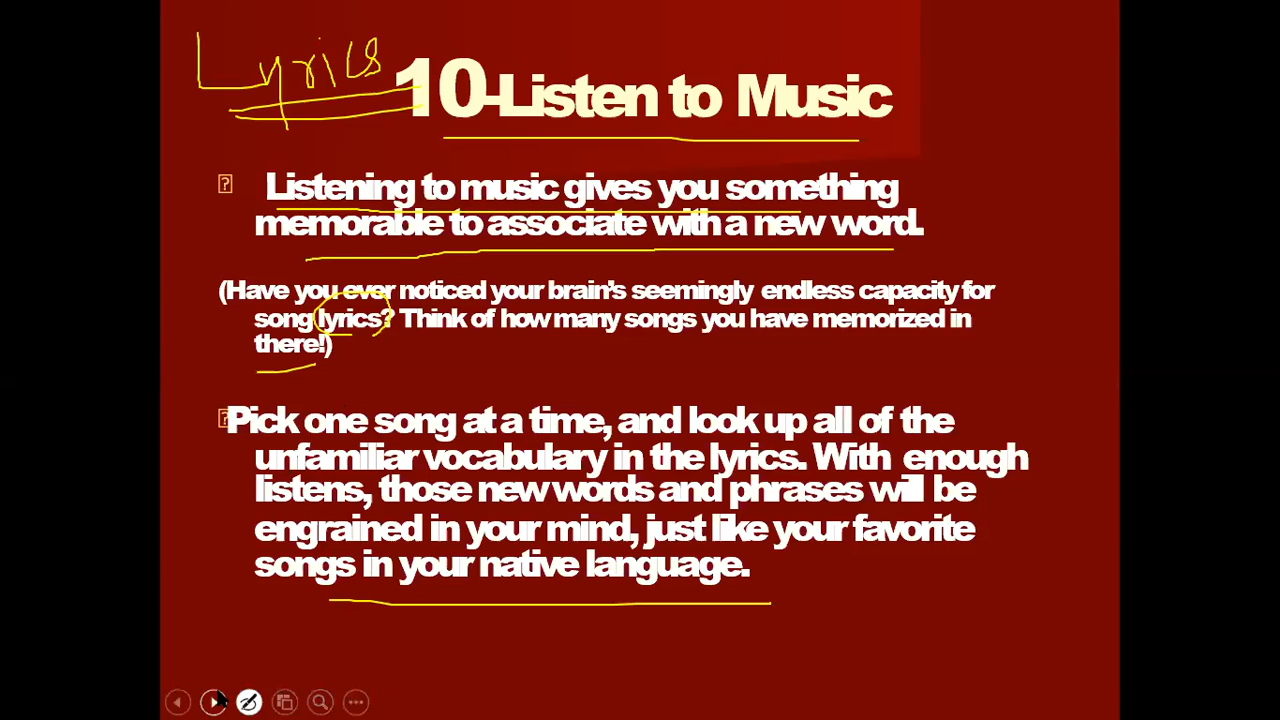 Lyrics
10-Listen to Music
Listening to music gives you something
memorable to associate with a new word.
(Have you ever noticed your brain's seemingly endless capacity for
song lyrics? Think of how many songs you have memorized in
there!)
Pick one song at a time, and look up all of the
unfamiliar vocabulary in the lyrics. With enough
listens, those new words and phrases will be
engrained in your mind, just like your favorite
songs in your native language.